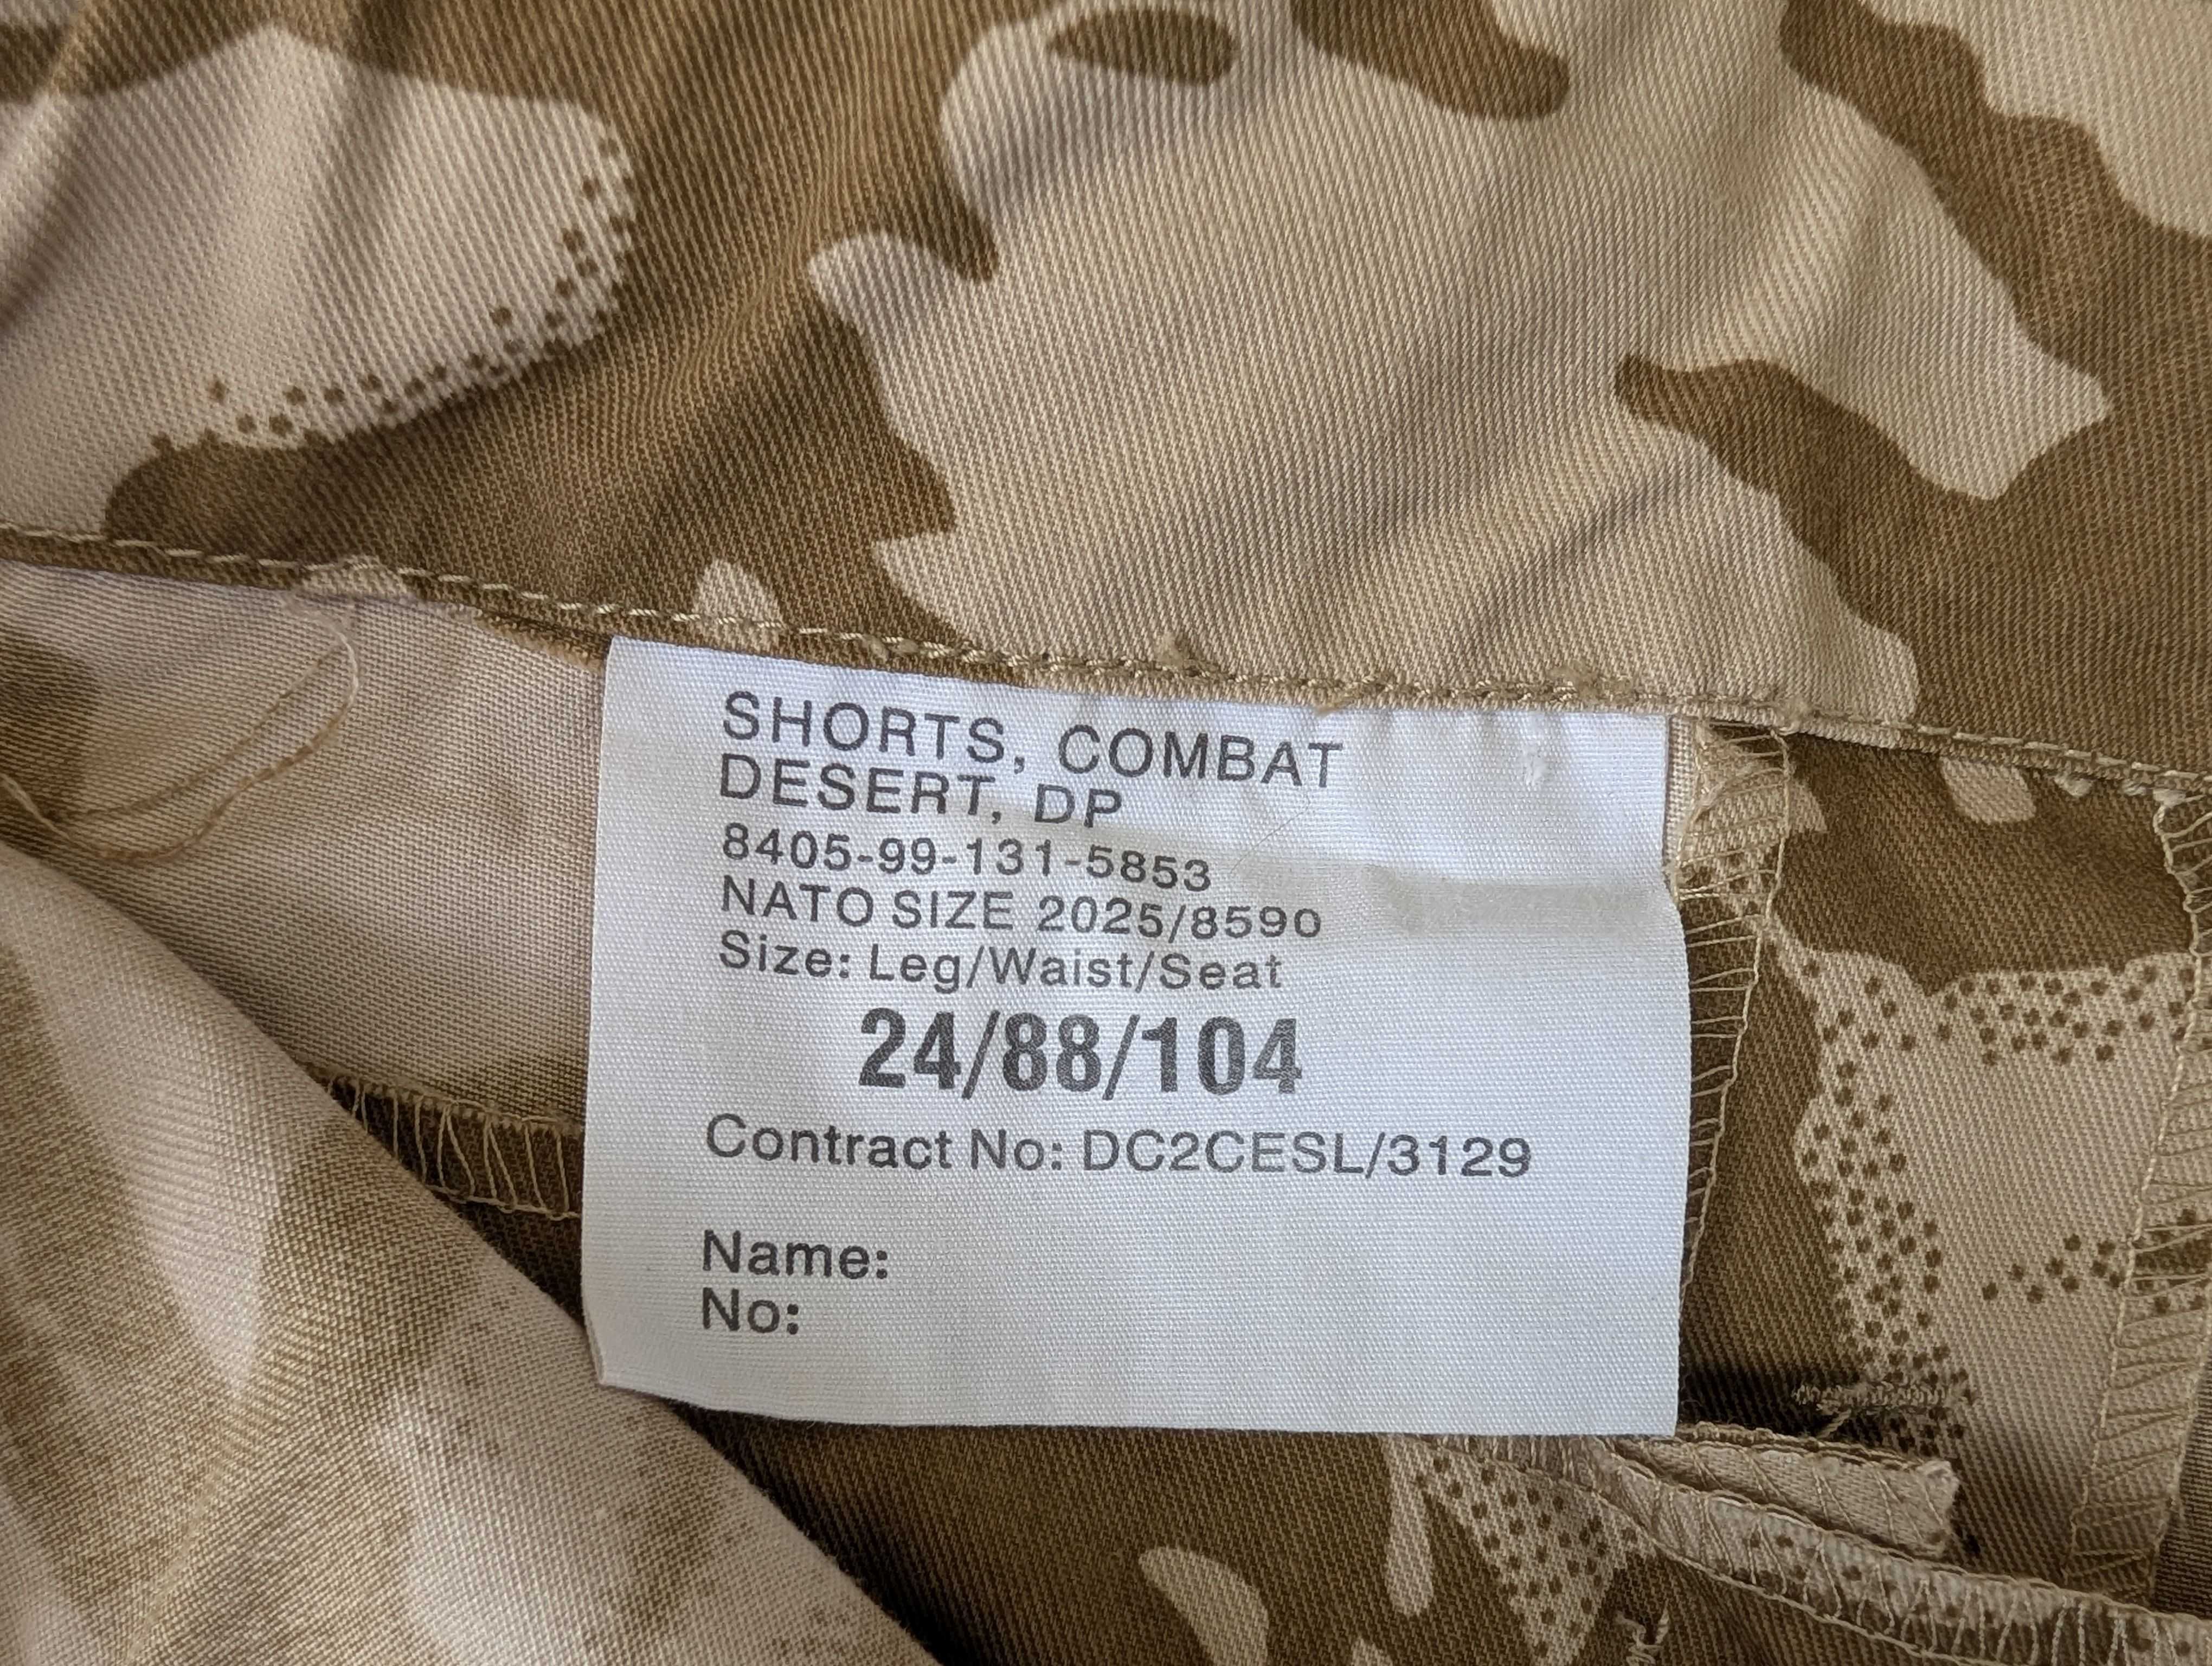 SHORTS, COMBAT
DESERT, DP
8405-99-131-5853
NATO SIZE 2025/8590
Size: Leg/Waist/Seat
24/88/104
Contract No: DC2CESL/3129
Name:
No: